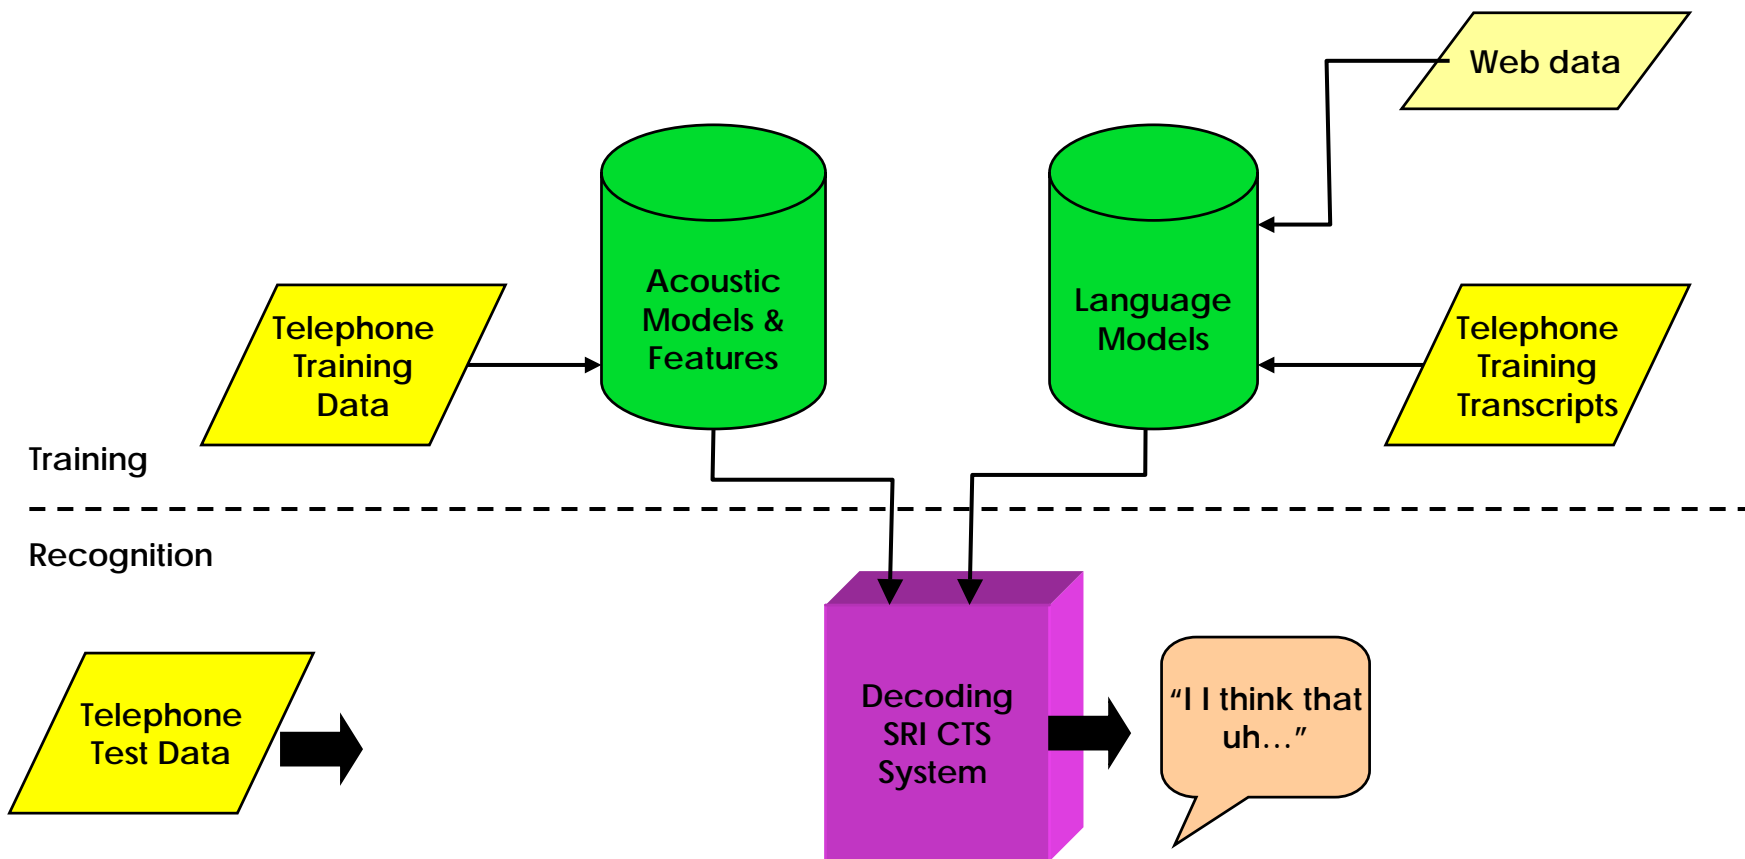 Web data
Acoustic
Models &
Features
Language
Models
Telephone
Training
Data
Telephone
Training
Transcripts
Training
Recognition
Telephone
Test Data
Decoding
SRI CTS
System
“I I think that
uh…”